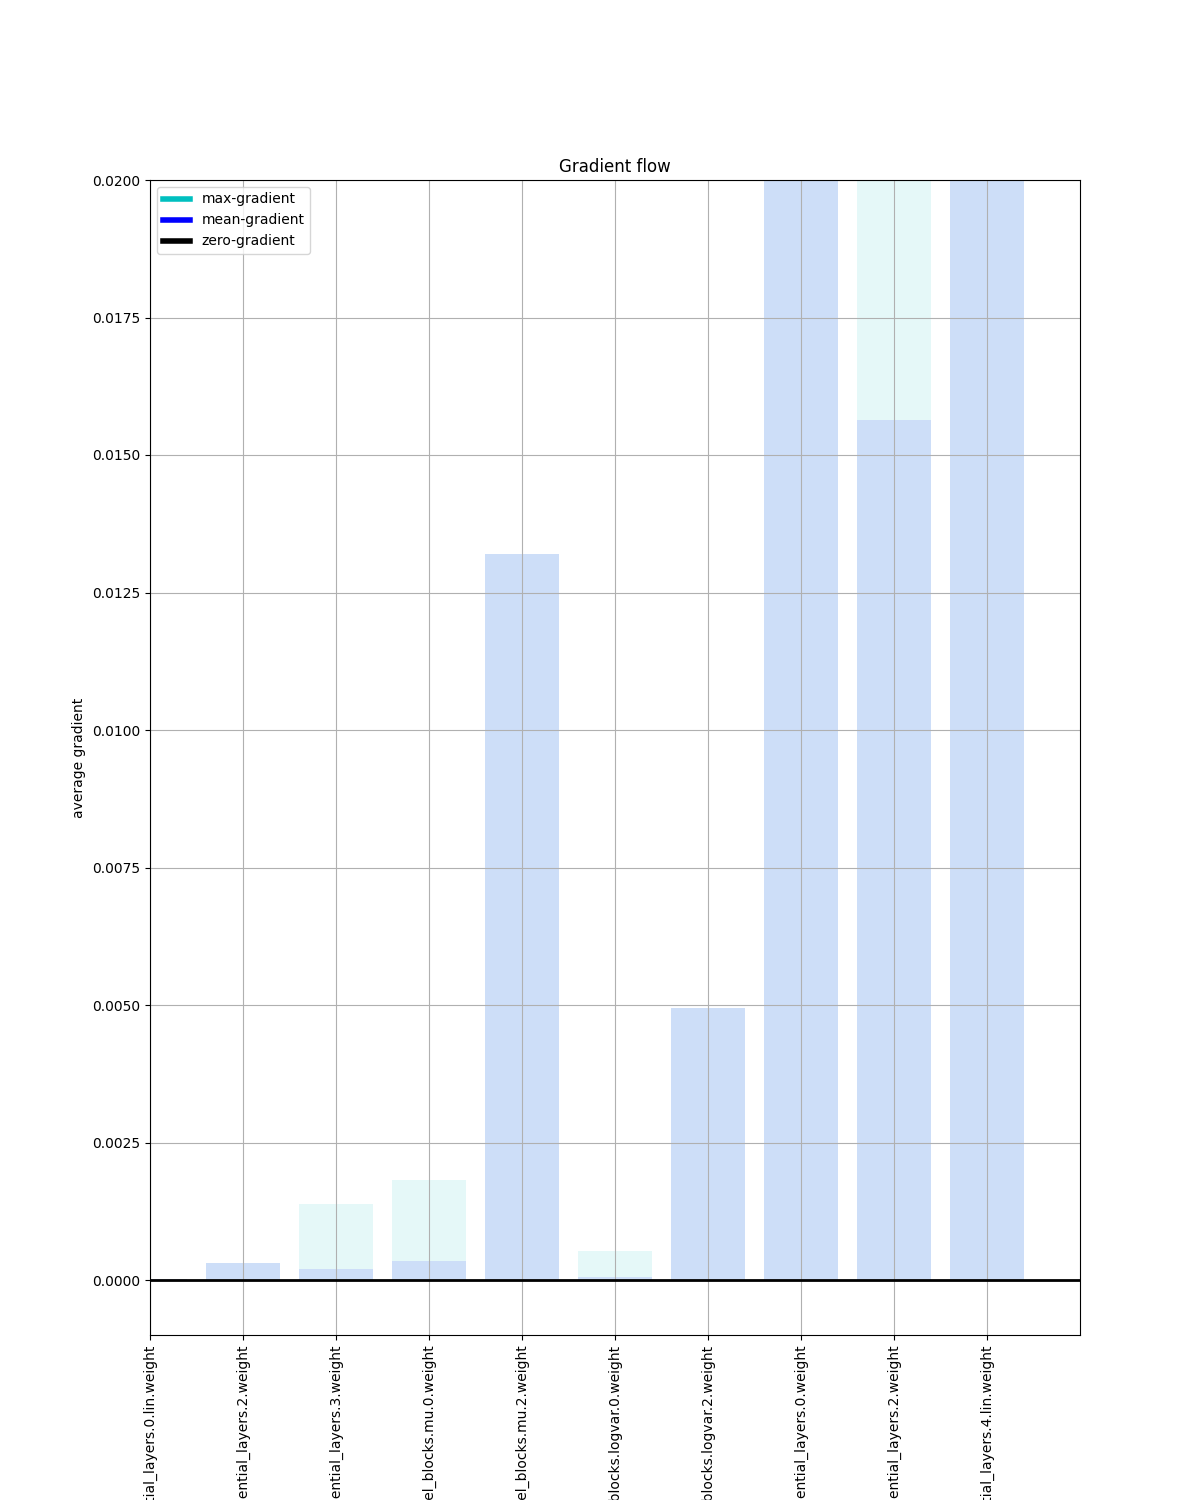 Gradient flow
max-gradient
mean-gradient
zero-gradient
0.0200
0.0175
0.0150
0.0125
0.0100
0.0075
0.0050
0.0025
0.0000
average gradient
tial_layers.0.lin.weight
ential_layers.2.weight
ential_layers.3.weight
el_blocks.mu.0.weight
el_blocks.mu.2.weight
blocks.logvar.0.weight
blocks.logvar.2.weight
ential_layers.0.weight
ential_layers.2.weight
tial_layers.4.lin.weight